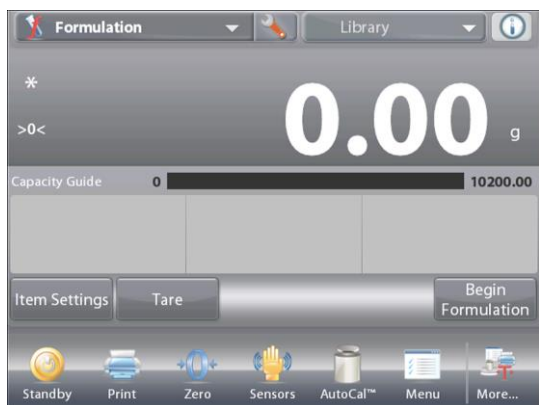 Formulation
Library
*
>0<
0.00 g
Capacity Guide 0 10200.00
Item Settings
Tare
Begin
Formulation
Standby Print Zero Sensors AutoCal™ Menu More...